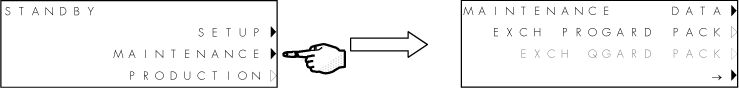 STANDBY
SETUP
MAINTENANCE
PRODUCTION
MAINTENANCE DATA
EXCH PROGARD PACK
EXCH QGARD PACK
→